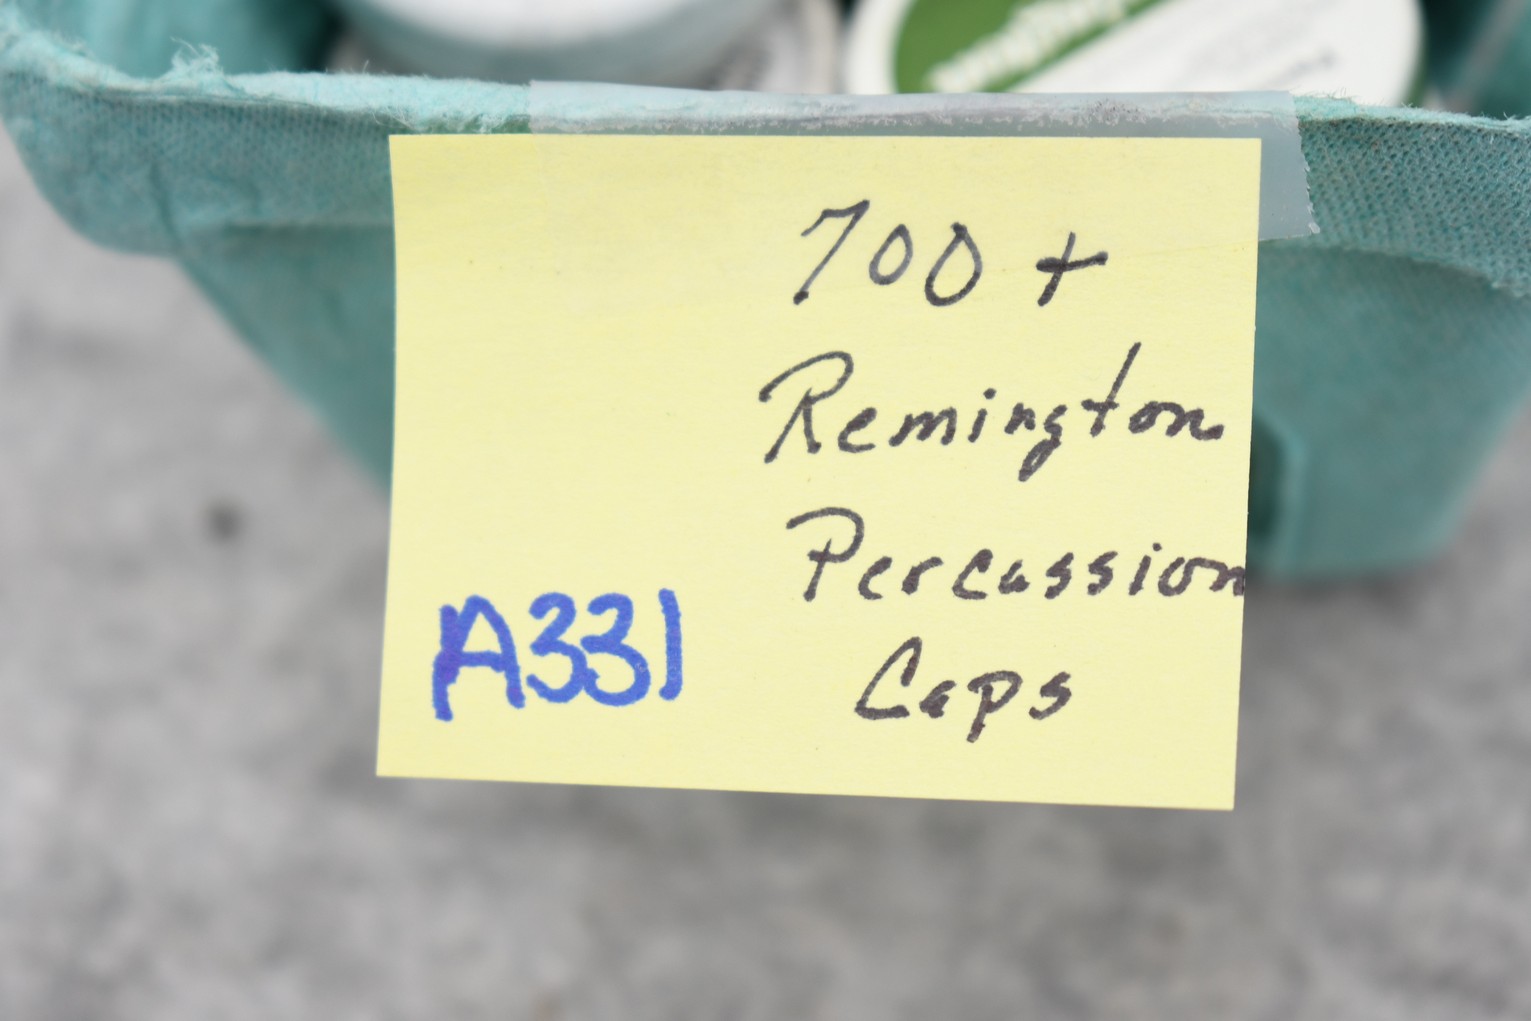 700 +
Remington
Percussion
Caps
A331